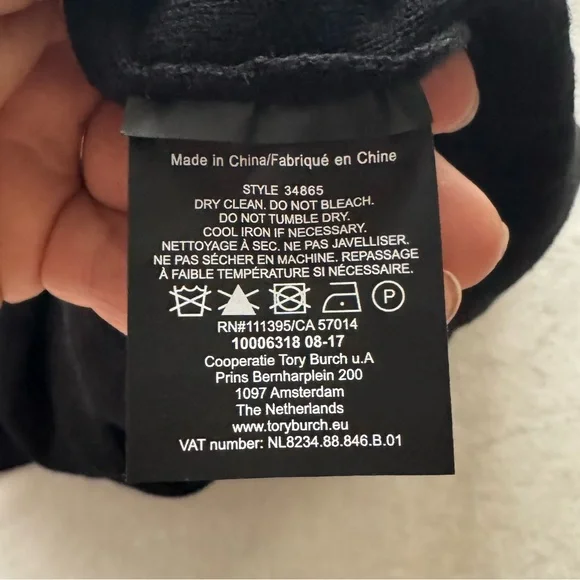 Made in China/Fabriqué en Chine
STYLE 34865
DRY CLEAN. DO NOT BLEACH.
DO NOT TUMBLE DRY.
COOL IRON IF NECESSARY.
NETTOYAGE À SEC. NE PAS JAVELLISER.
NE PAS SÉCHER EN MACHINE. REPASSAGE
À FAIBLE TEMPÉRATURE SI NÉCESSAIRE.
P
RN#111395/CA 57014
10006318 08-17
Cooperatie Tory Burch u.A
Prins Bernharplein 200
1097 Amsterdam
The Netherlands
www.toryburch.eu
VAT number: NL8234.88.846.B.01